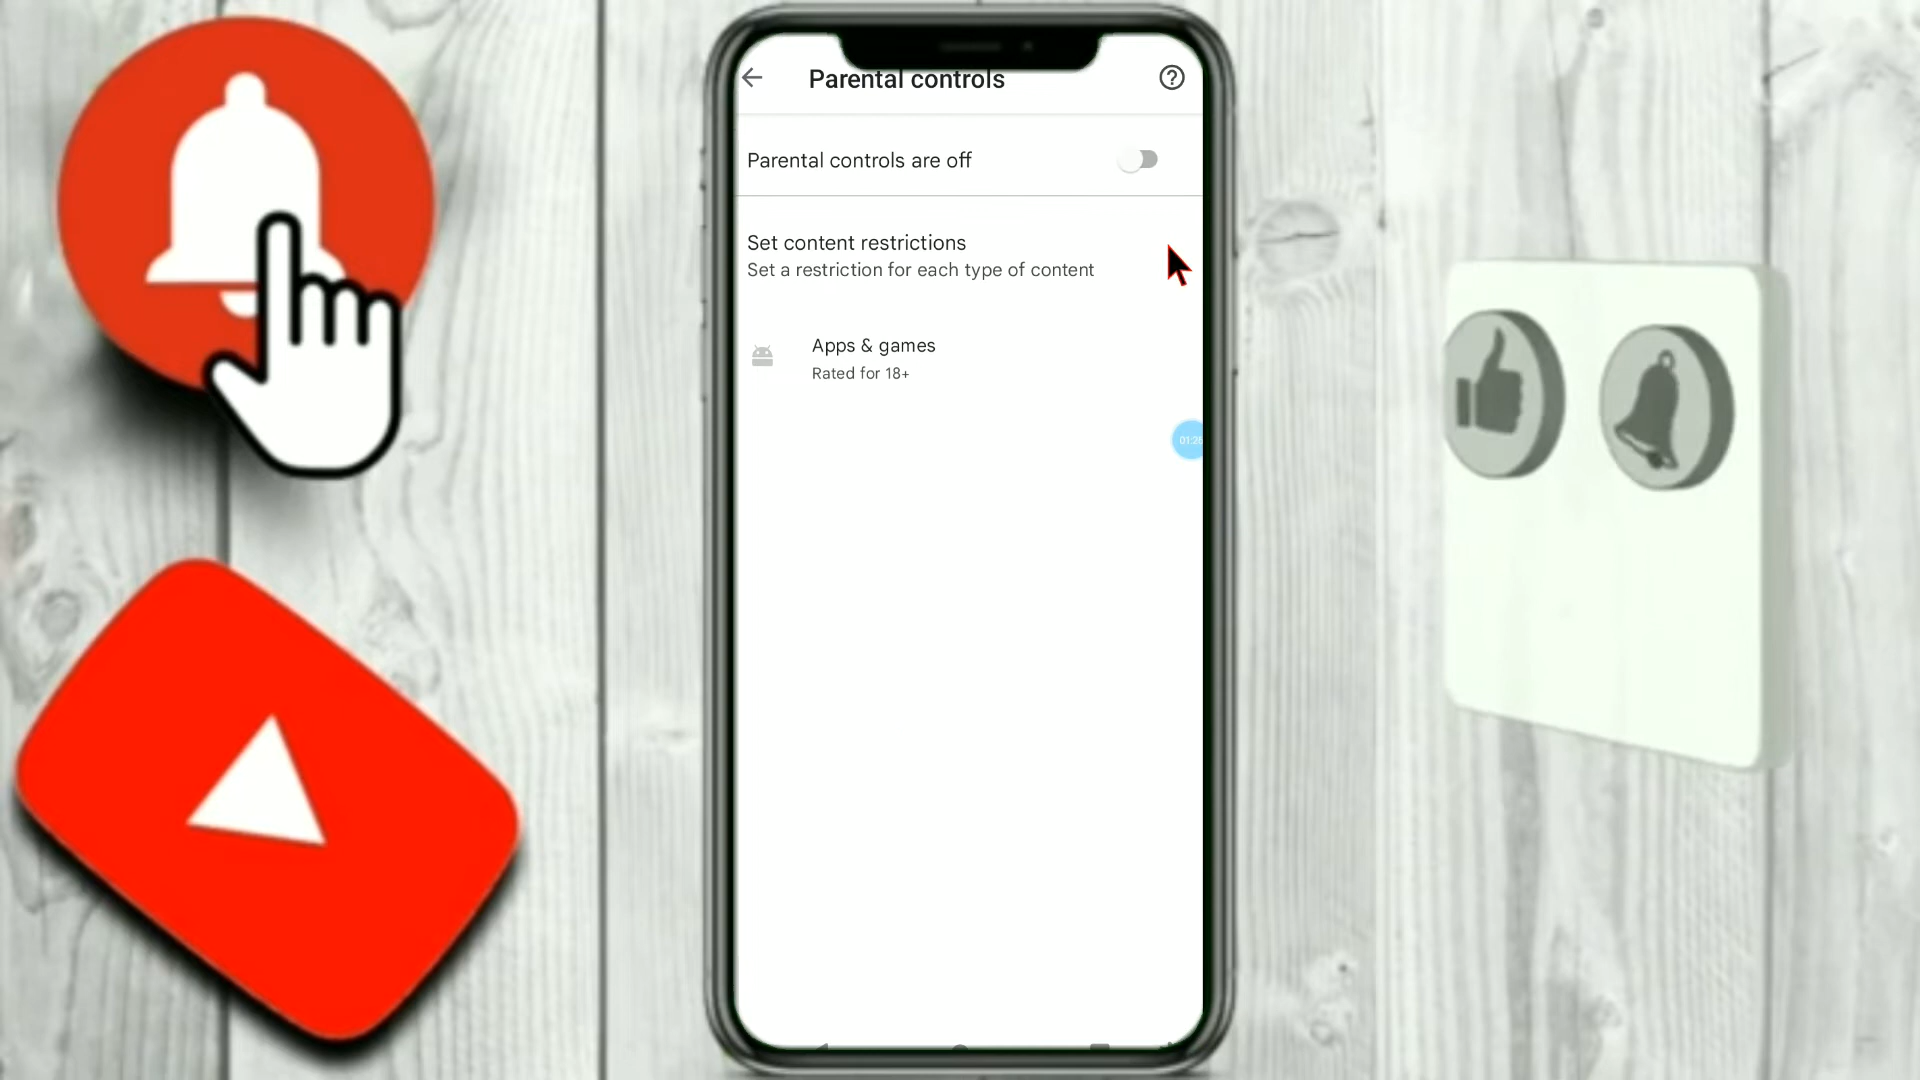 Parental controls
Parental controls are off
Set content restrictions
Set a restriction for each type of content
Apps & games
Rated for 18+